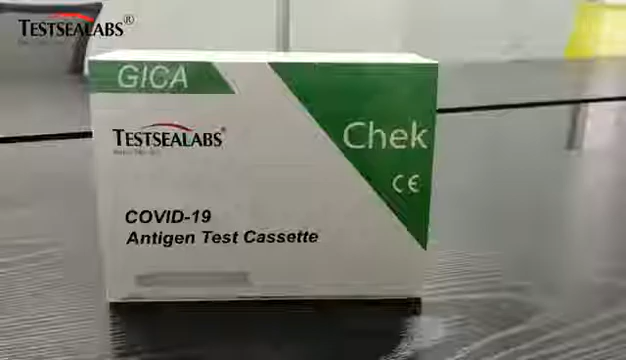 TESTSEALABS®
GICA
TESTSEALABS®
Chek
CE
COVID-19
Antigen Test Cassette